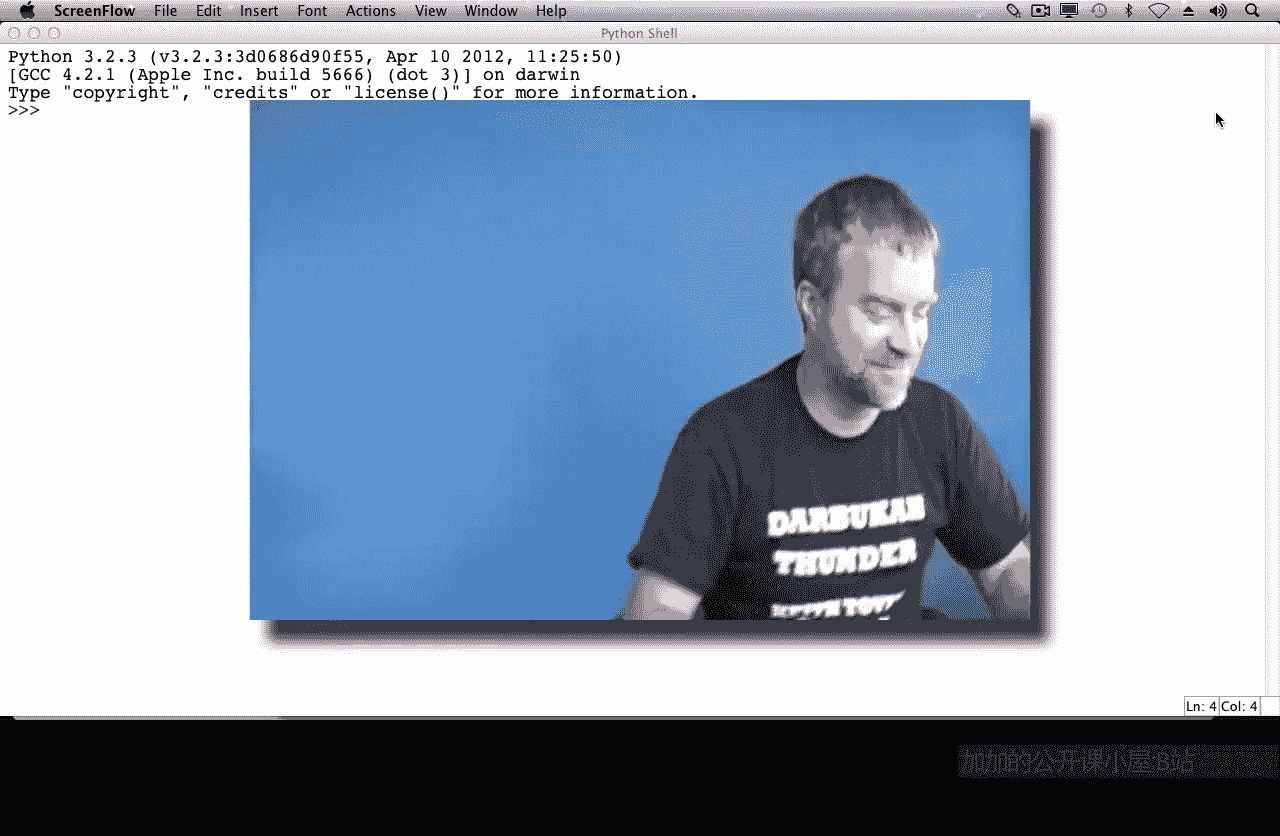 ScreenFlow File Edit Insert Font Actions View Window Help
Python Shell
Python 3.2.3 (v3.2.3:3d0686d90f55, Apr 10 2012, 11:25:50)
[GCC 4.2.1 (Apple Inc. build 5666) (dot 3)] on darwin
Type "copyright", "credits" or "license()" for more information.
>>>
DARBUKAN
THUNDER
Ln: 4 Col: 4
加加的公开课小屋·B站